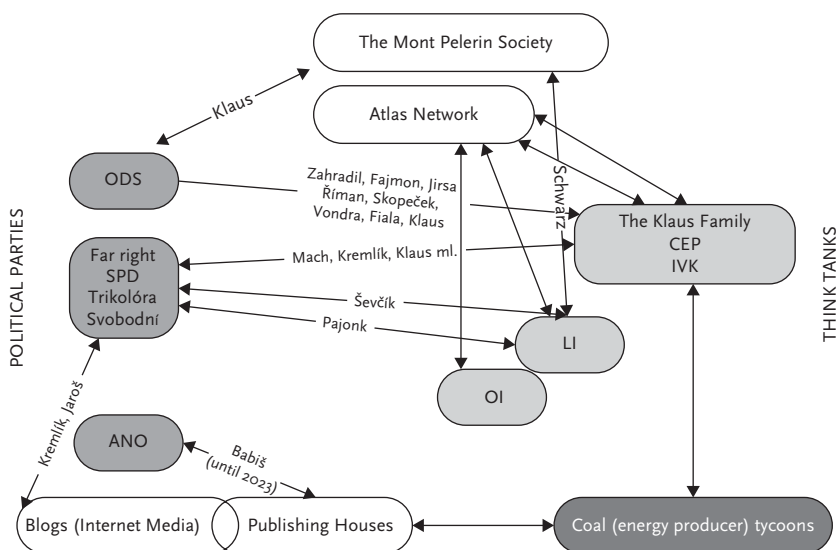 The Mont Pelerin Society
Klaus
Atlas Network
ODS
Zahradil, Fajmon, Jirsa
Říman, Skopeček,
Vondra, Fiala, Klaus
Schwarz
The Klaus Family
CEP
IVK
POLITICAL PARTIES
THINK TANKS
Far right
SPD
Trikolóra
Svobodní
Mach, Kremlík, Klaus ml.
Ševčík
Pajonk
LI
OI
Kremlík, Jaroš
ANO
Babiš
(until 2023)
Blogs (Internet Media)
Publishing Houses
Coal (energy producer) tycoons